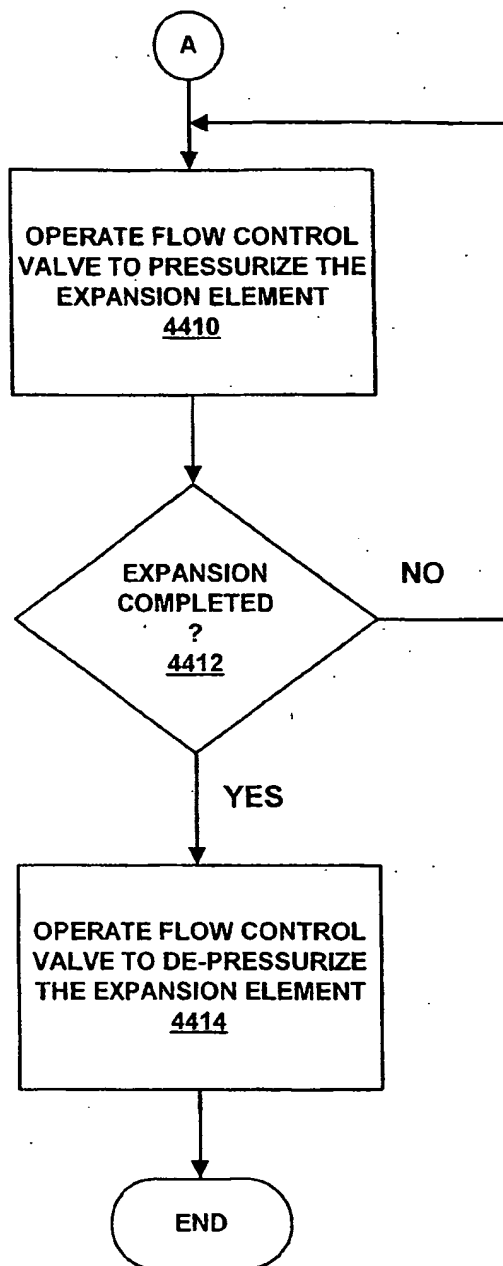 A
OPERATE FLOW CONTROL
VALVE TO PRESSURIZE THE
EXPANSION ELEMENT
4410
EXPANSION
COMPLETED
?
4412
NO
YES
OPERATE FLOW CONTROL
VALVE TO DE-PRESSURIZE
THE EXPANSION ELEMENT
4414
END